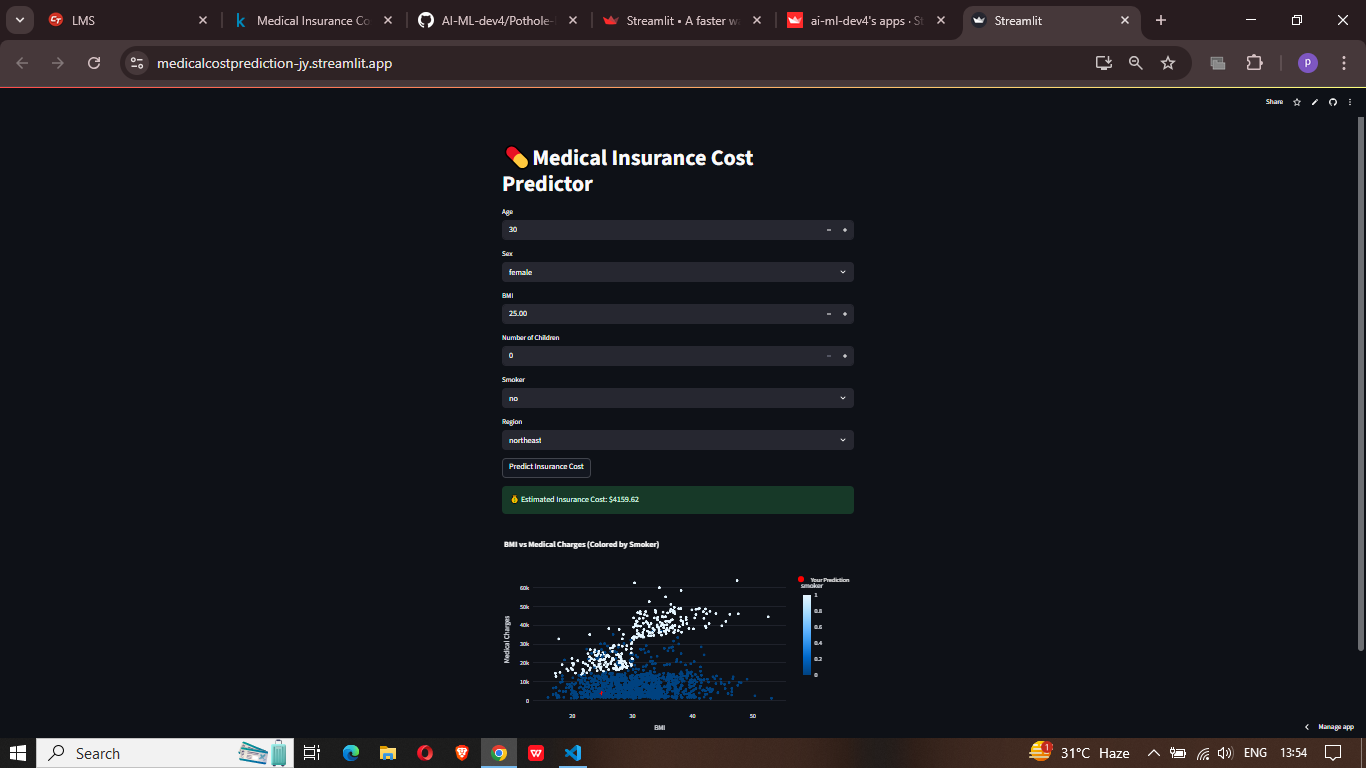 LMS
Medical Insurance Co
AI-ML-dev4/Pothole-
Streamlit • A faster wa
ai-ml-dev4's apps · St
Streamlit
medicalcostprediction-jy.streamlit.app
p
Share
Medical Insurance Cost
Predictor
Age
30
Sex
female
BMI
25.00
Number of Children
0
Smoker
no
Region
northeast
Predict Insurance Cost
Estimated Insurance Cost: $4159.62
BMI vs Medical Charges (Colored by Smoker)
Your Prediction
smoker
1
0.8
0.6
0.4
0.2
0
Medical Charges
60k
50k
40k
30k
20k
10k
0
20
30
40
50
BMI
Manage app
Search
1
31°C Haze
ENG
13:54